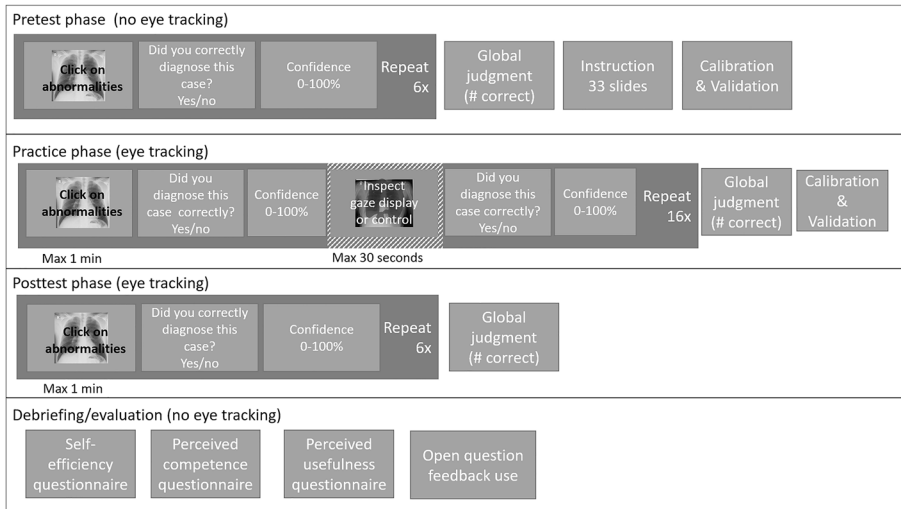 Pretest phase (no eye tracking)
Click on
abnormalities
Did you correctly
diagnose this
case?
Yes/no
Confidence
0-100%
Repeat
6x
Global
judgment
(# correct)
Instruction
33 slides
Calibration
& Validation
Practice phase (eye tracking)
Click on
abnormalities
Did you
diagnose this
case correctly?
Yes/no
Confidence
0-100%
Inspect
gaze display
or control
Did you
diagnose this
case correctly?
Yes/no
Confidence
0-100%
Repeat
16x
Global
judgment
(# correct)
Calibration
&
Validation
Max 1 min
Max 30 seconds
Posttest phase (eye tracking)
Click on
abnormalities
Did you correctly
diagnose this
case?
Yes/no
Confidence
0-100%
Repeat
6x
Global
judgment
(# correct)
Max 1 min
Debriefing/evaluation (no eye tracking)
Self-
efficiency
questionnaire
Perceived
competence
questionnaire
Perceived
usefulness
questionnaire
Open question
feedback use